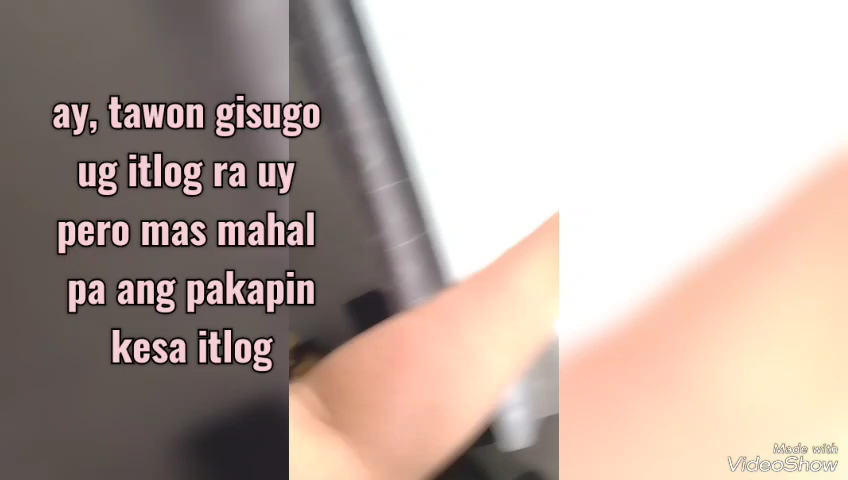 ay, tawon gisugo
ug itlog ra uy
pero mas mahal
pa ang pakapin
kesa itlog
Made with
VideoShow